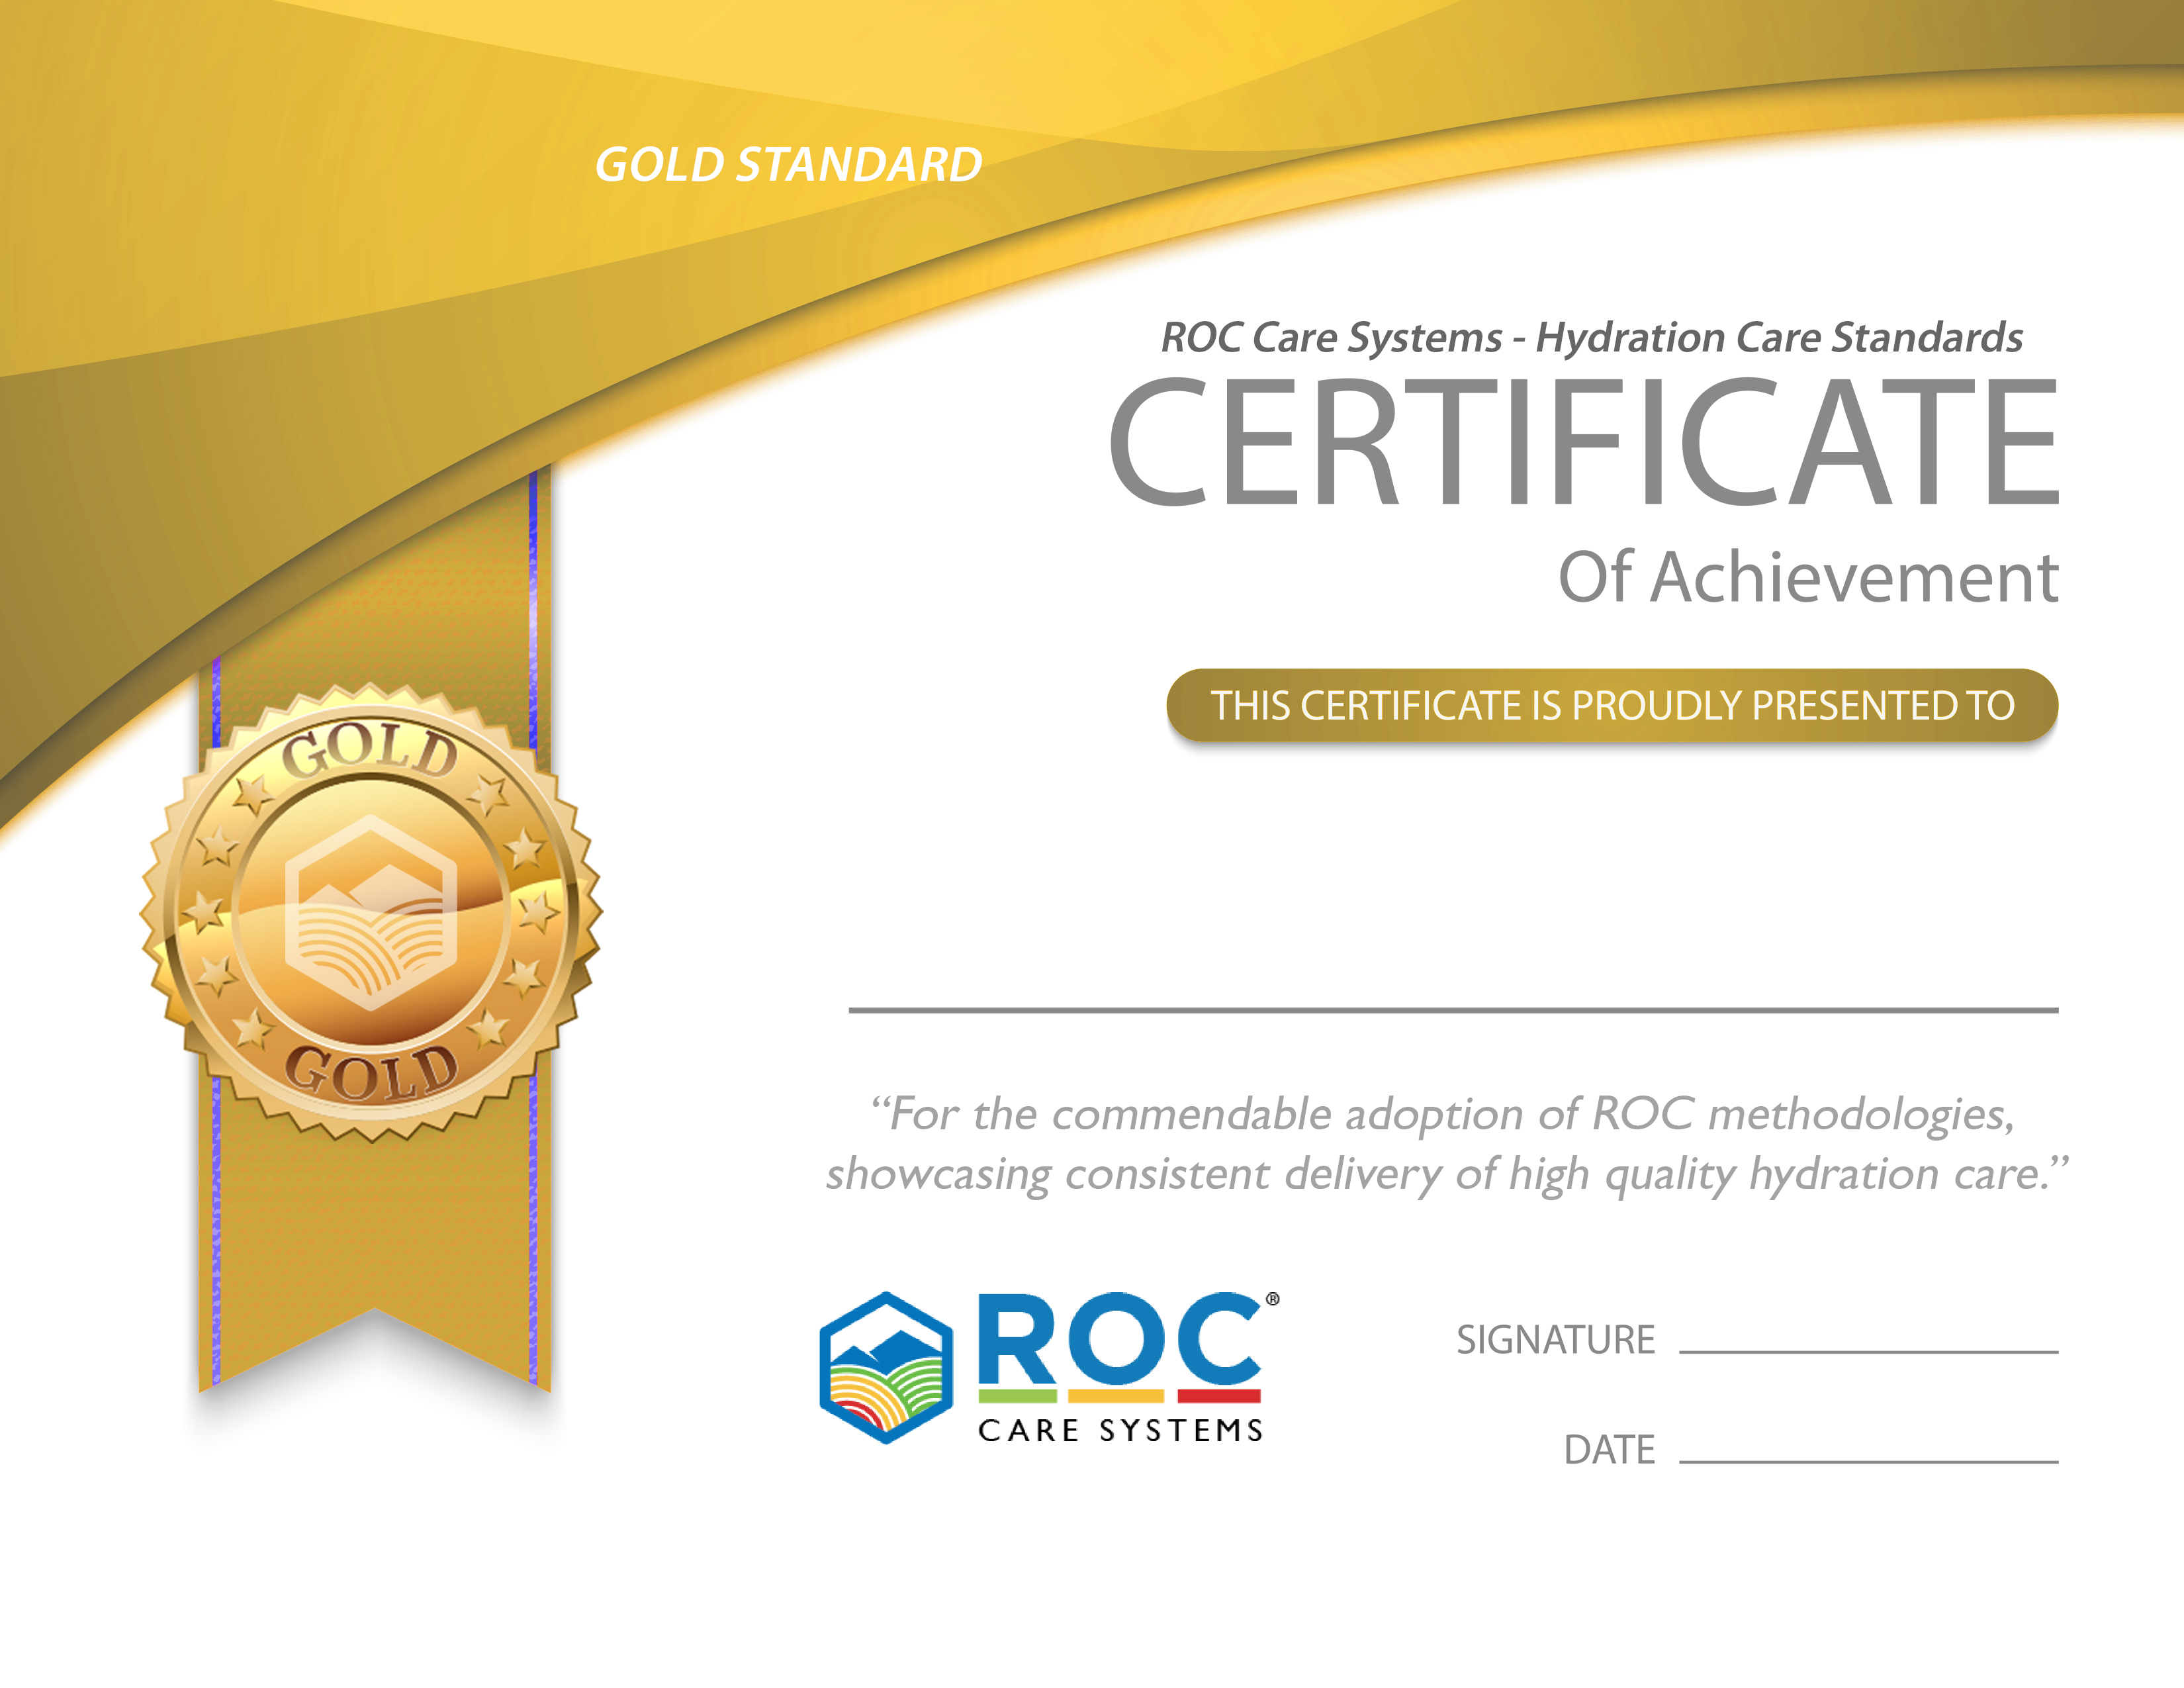 GOLD STANDARD
ROC Care Systems - Hydration Care Standards
CERTIFICATE
Of Achievement
THIS CERTIFICATE IS PROUDLY PRESENTED TO
GOLD
GOLD
“For the commendable adoption of ROC methodologies,
showcasing consistent delivery of high quality hydration care.”
ROC®
CARE SYSTEMS
SIGNATURE
DATE